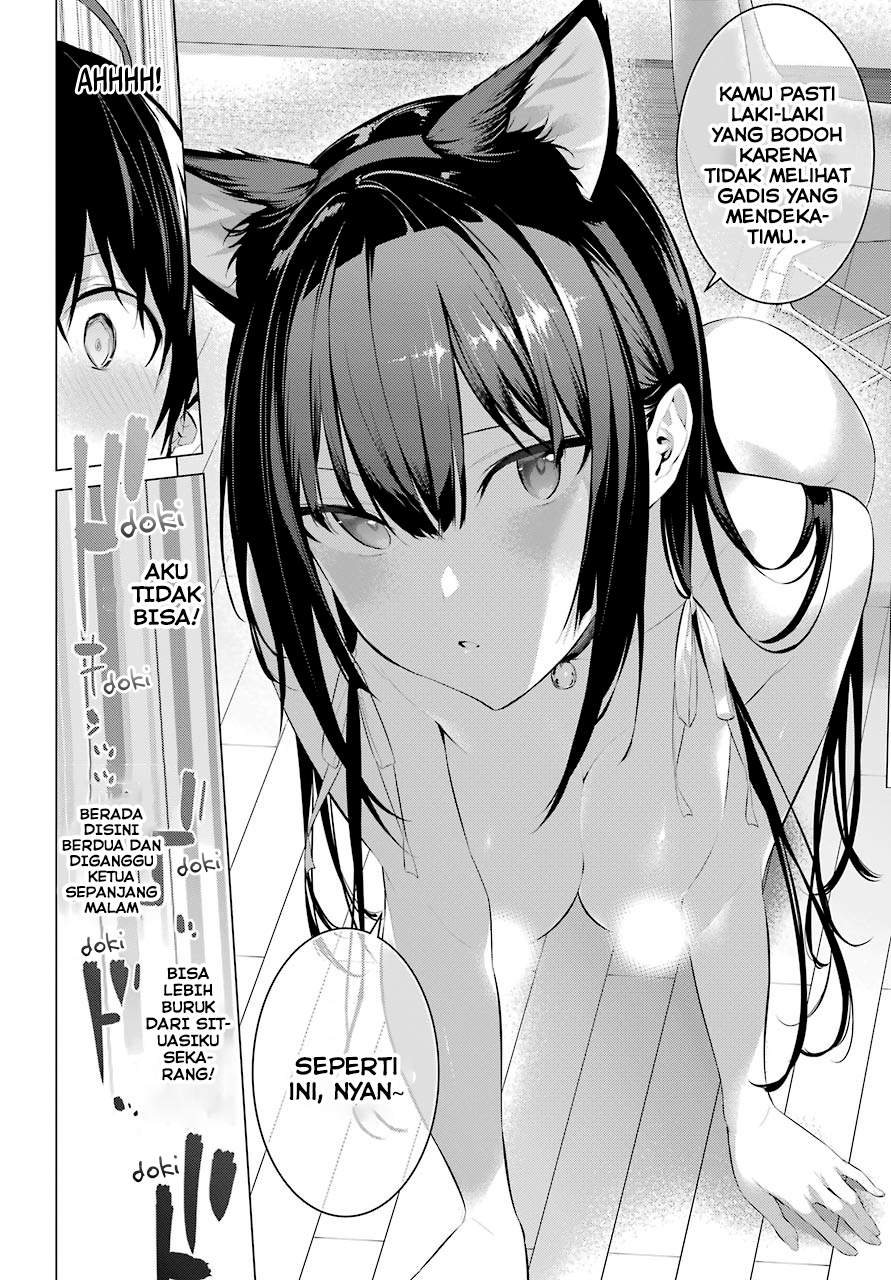 AHHHH!
KAMU PASTI
LAKI-LAKI
YANG BODOH
KARENA
TIDAK MELIHAT
GADIS YANG
MENDEKA-
TIMU..
doki
AKU
TIDAK
BISA!
doki
BERADA
DISINI
BERDUA DAN
DIGANGGU
KETUA
SEPANJANG
MALAM
doki
doki
BISA
LEBIH
BURUK
DARI SIT-
UASIKU
SEKA-
RANG!
SEPERTI
INI, NYAN~
doki